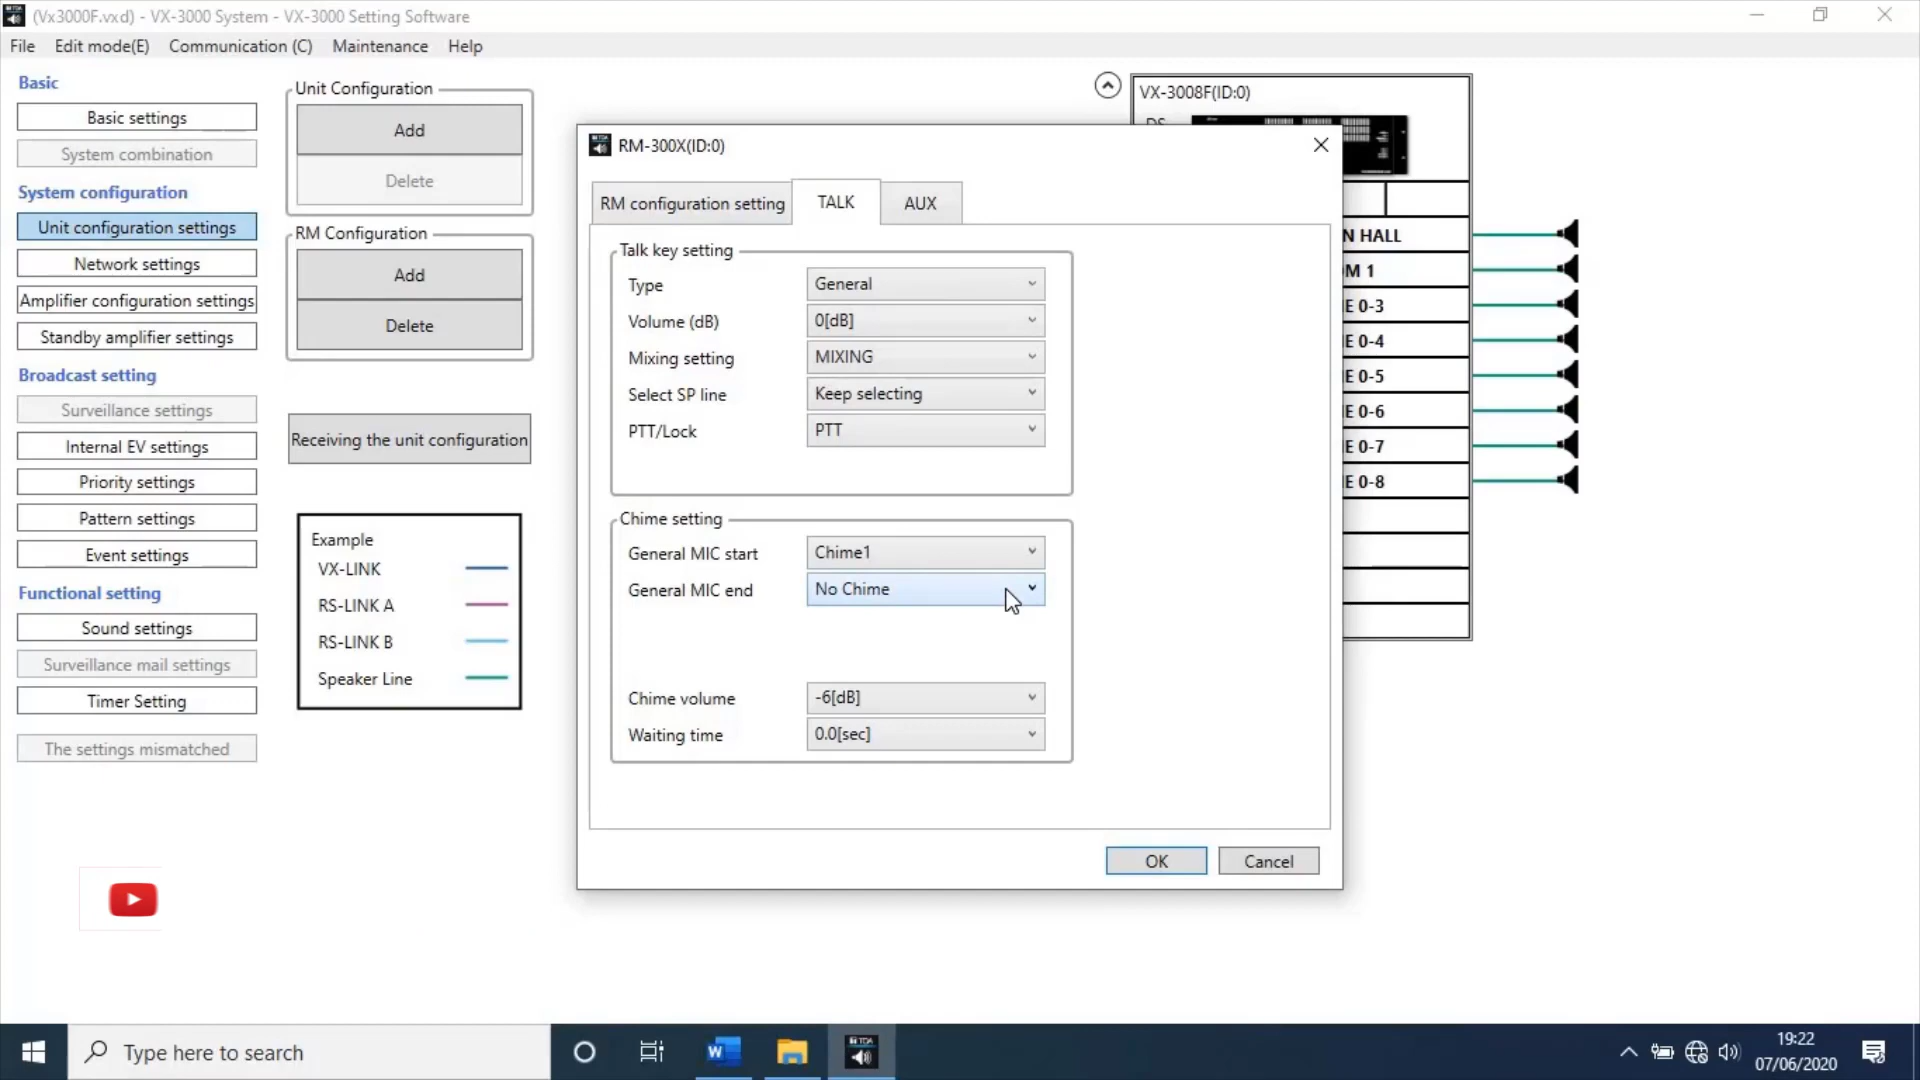 (Vx3000F.vxd) - VX-3000 System - VX-3000 Setting Software
File Edit mode(E) Communication (C) Maintenance Help
Basic
Basic settings
System combination
System configuration
Unit configuration settings
Network settings
Amplifier configuration settings
Standby amplifier settings
Broadcast setting
Surveillance settings
Internal EV settings
Priority settings
Pattern settings
Event settings
Functional setting
Sound settings
Surveillance mail settings
Timer Setting
The settings mismatched
Unit Configuration
Add
Delete
RM Configuration
Add
Delete
Receiving the unit configuration
Example
VX-LINK
RS-LINK A
RS-LINK B
Speaker Line
RM-300X(ID:0)
RM configuration setting TALK AUX
Talk key setting
Type General
Volume (dB) 0[dB]
Mixing setting MIXING
Select SP line Keep selecting
PTT/Lock PTT
Chime setting
General MIC start Chime1
General MIC end No Chime
Chime volume -6[dB]
Waiting time 0.0[sec]
OK Cancel
VX-3008F(ID:0)
N HALL
M 1
E 0-3
E 0-4
E 0-5
E 0-6
E 0-7
E 0-8
Type here to search
19:22
07/06/2020